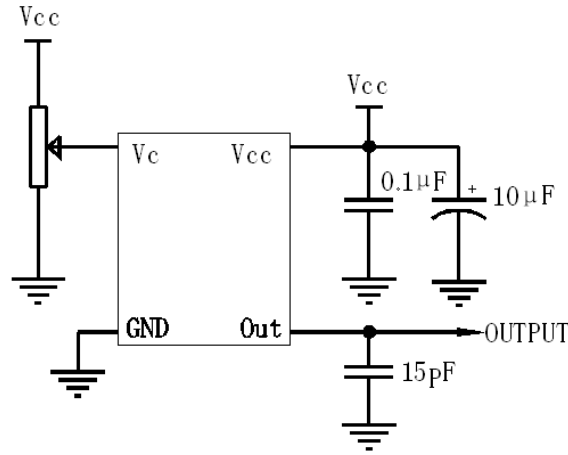 Vcc
Vcc
Vc
Vcc
0.1μF
+
10μF
GND
Out
OUTPUT
15pF